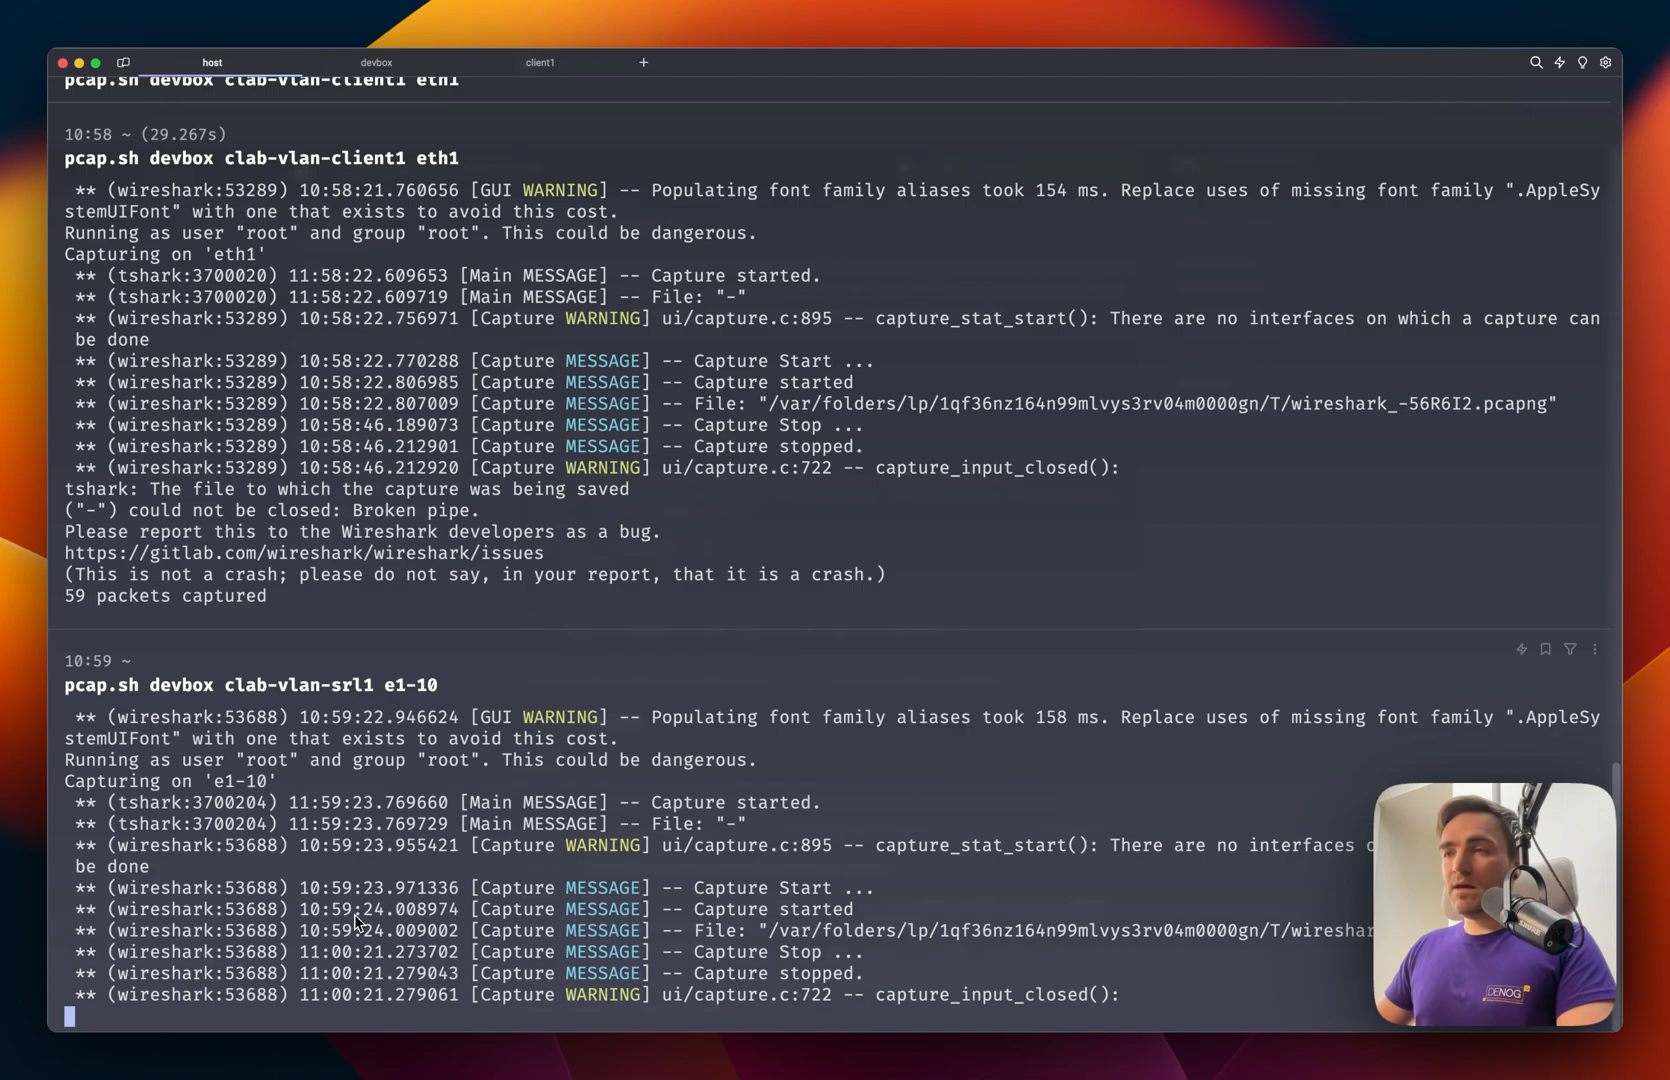 host
devbox
client1
+
pcap.sh devbox clab-vlan-client1 eth1
10:58 ~ (29.267s)
pcap.sh devbox clab-vlan-client1 eth1
** (wireshark:53289) 10:58:21.760656 [GUI WARNING] -- Populating font family aliases took 154 ms. Replace uses of missing font family ".AppleSy
stemUIFont" with one that exists to avoid this cost.
Running as user "root" and group "root". This could be dangerous.
Capturing on 'eth1'
** (tshark:3700020) 11:58:22.609653 [Main MESSAGE] -- Capture started.
** (tshark:3700020) 11:58:22.609719 [Main MESSAGE] -- File: "-"
** (wireshark:53289) 10:58:22.756971 [Capture WARNING] ui/capture.c:895 -- capture_stat_start(): There are no interfaces on which a capture can
be done
** (wireshark:53289) 10:58:22.770288 [Capture MESSAGE] -- Capture Start ...
** (wireshark:53289) 10:58:22.806985 [Capture MESSAGE] -- Capture started
** (wireshark:53289) 10:58:22.807009 [Capture MESSAGE] -- File: "/var/folders/lp/1qf36nz164n99mlvys3rv04m0000gn/T/wireshark_-56R6I2.pcapng"
** (wireshark:53289) 10:58:46.189073 [Capture MESSAGE] -- Capture Stop ...
** (wireshark:53289) 10:58:46.212901 [Capture MESSAGE] -- Capture stopped.
** (wireshark:53289) 10:58:46.212920 [Capture WARNING] ui/capture.c:722 -- capture_input_closed():
tshark: The file to which the capture was being saved
("-") could not be closed: Broken pipe.
Please report this to the Wireshark developers as a bug.
https://gitlab.com/wireshark/wireshark/issues
(This is not a crash; please do not say, in your report, that it is a crash.)
59 packets captured
10:59 ~
pcap.sh devbox clab-vlan-srl1 e1-10
** (wireshark:53688) 10:59:22.946624 [GUI WARNING] -- Populating font family aliases took 158 ms. Replace uses of missing font family ".AppleSy
stemUIFont" with one that exists to avoid this cost.
Running as user "root" and group "root". This could be dangerous.
Capturing on 'e1-10'
** (tshark:3700204) 11:59:23.769660 [Main MESSAGE] -- Capture started.
** (tshark:3700204) 11:59:23.769729 [Main MESSAGE] -- File: "-"
** (wireshark:53688) 10:59:23.955421 [Capture WARNING] ui/capture.c:895 -- capture_stat_start(): There are no interfaces
be done
** (wireshark:53688) 10:59:23.971336 [Capture MESSAGE] -- Capture Start ...
** (wireshark:53688) 10:59:24.008974 [Capture MESSAGE] -- Capture started
** (wireshark:53688) 10:59:24.009002 [Capture MESSAGE] -- File: "/var/folders/lp/1qf36nz164n99mlvys3rv04m0000gn/T/wireshar
** (wireshark:53688) 11:00:21.273702 [Capture MESSAGE] -- Capture Stop ...
** (wireshark:53688) 11:00:21.279043 [Capture MESSAGE] -- Capture stopped.
** (wireshark:53688) 11:00:21.279061 [Capture WARNING] ui/capture.c:722 -- capture_input_closed():
DENOG